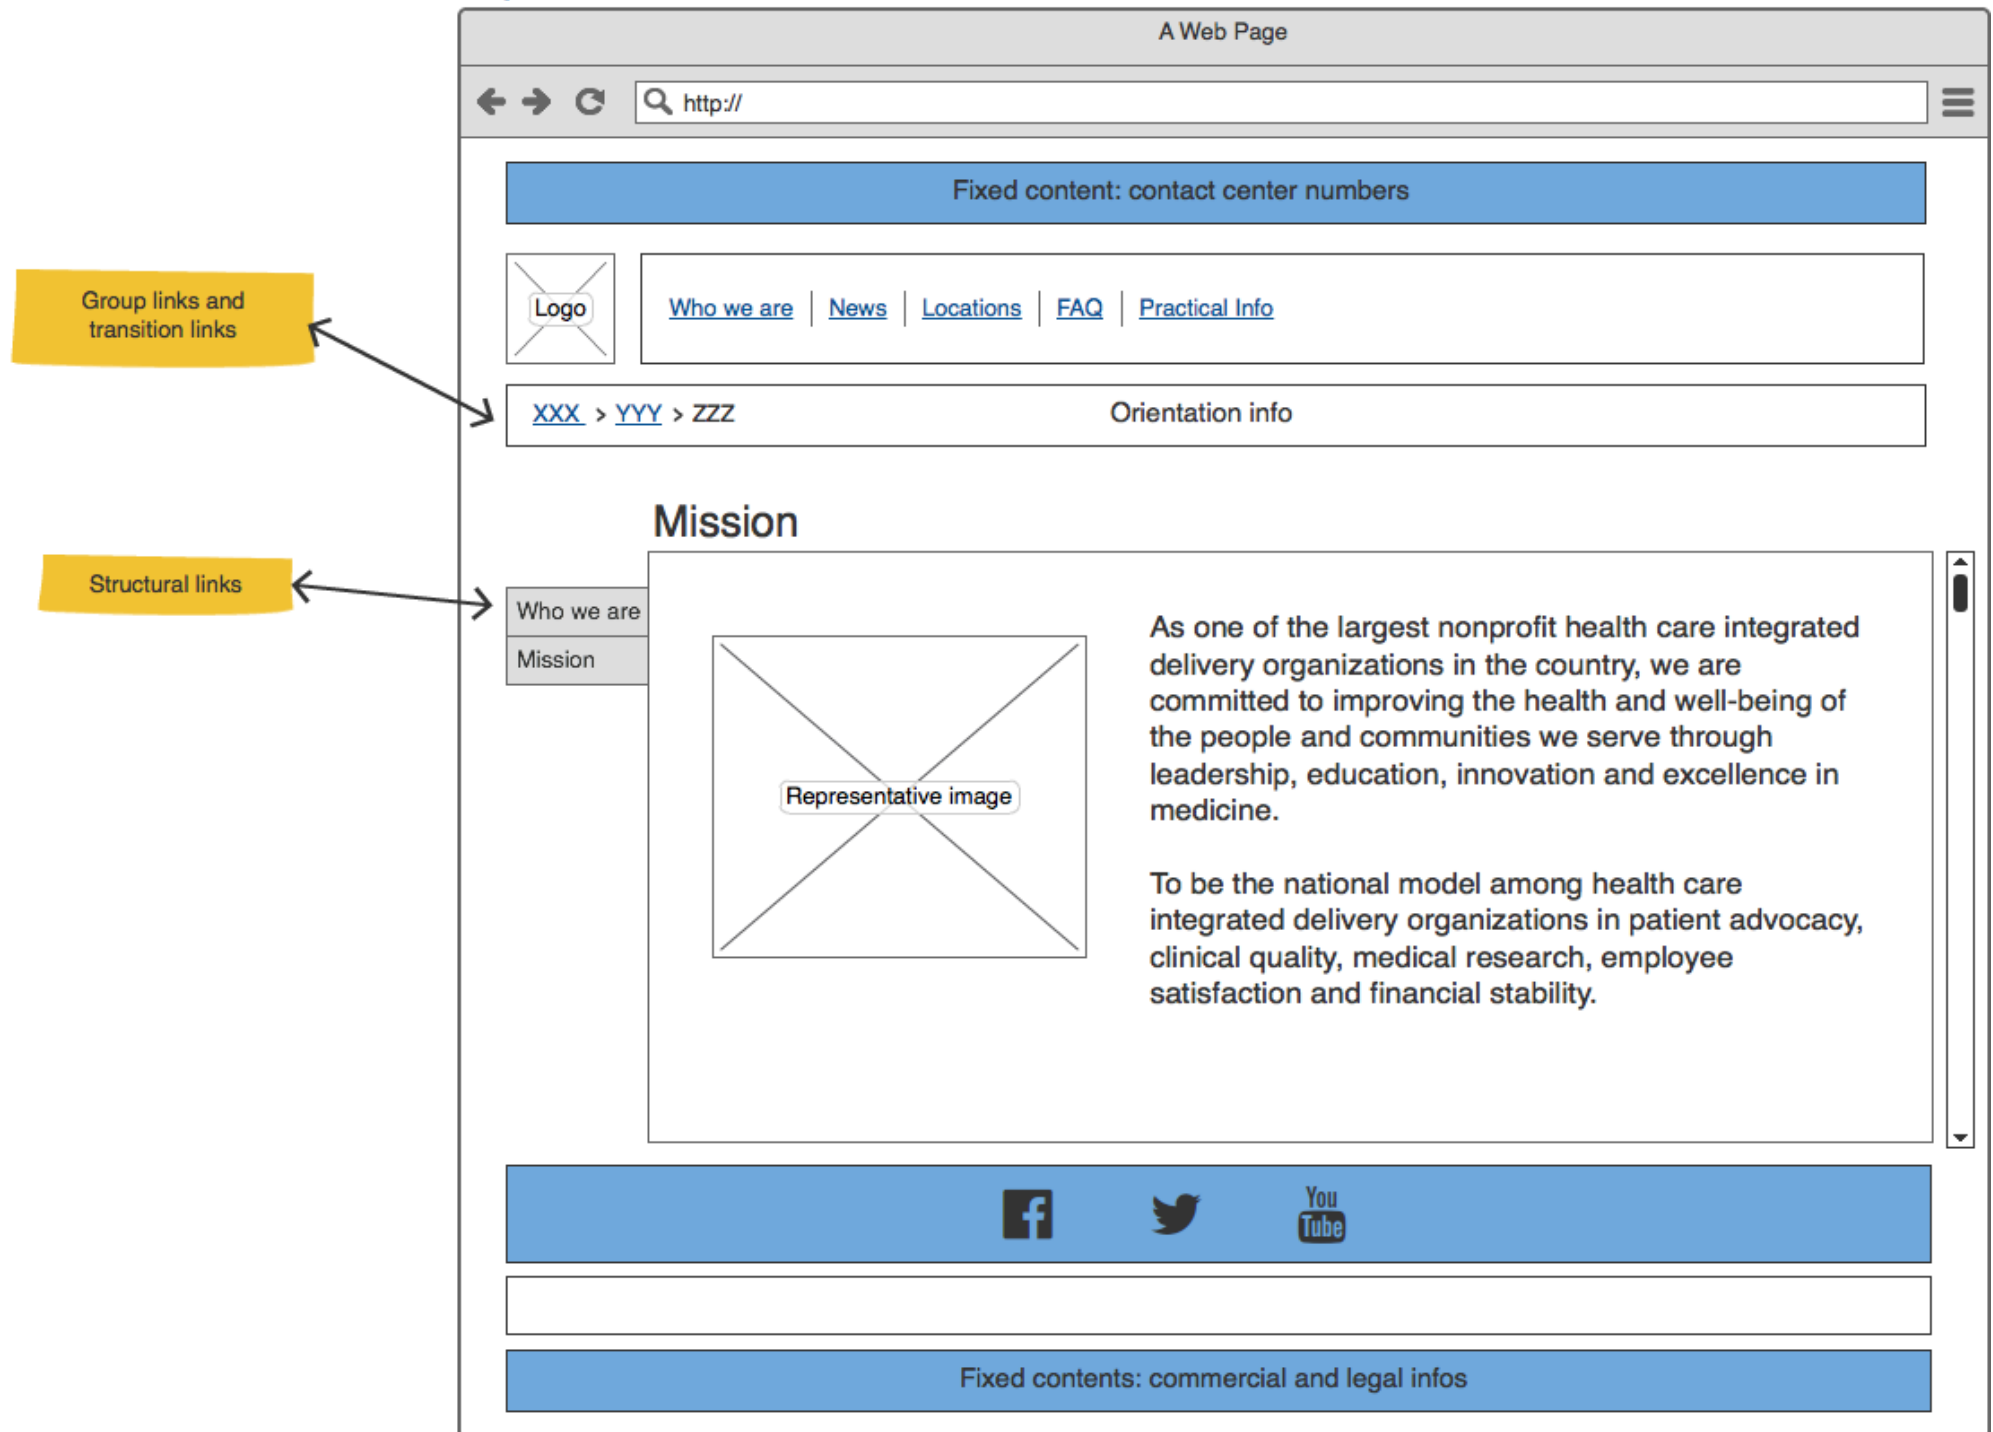 A Web Page
http://
Fixed content: contact center numbers
Group links and
transition links
Logo
Who we are | News | Locations | FAQ | Practical Info
XXX > YYY > ZZZ
Orientation info
Mission
Structural links
Who we are
Mission
Representative image
As one of the largest nonprofit health care integrated
delivery organizations in the country, we are
committed to improving the health and well-being of
the people and communities we serve through
leadership, education, innovation and excellence in
medicine.
To be the national model among health care
integrated delivery organizations in patient advocacy,
clinical quality, medical research, employee
satisfaction and financial stability.
You
Tube
Fixed contents: commercial and legal infos